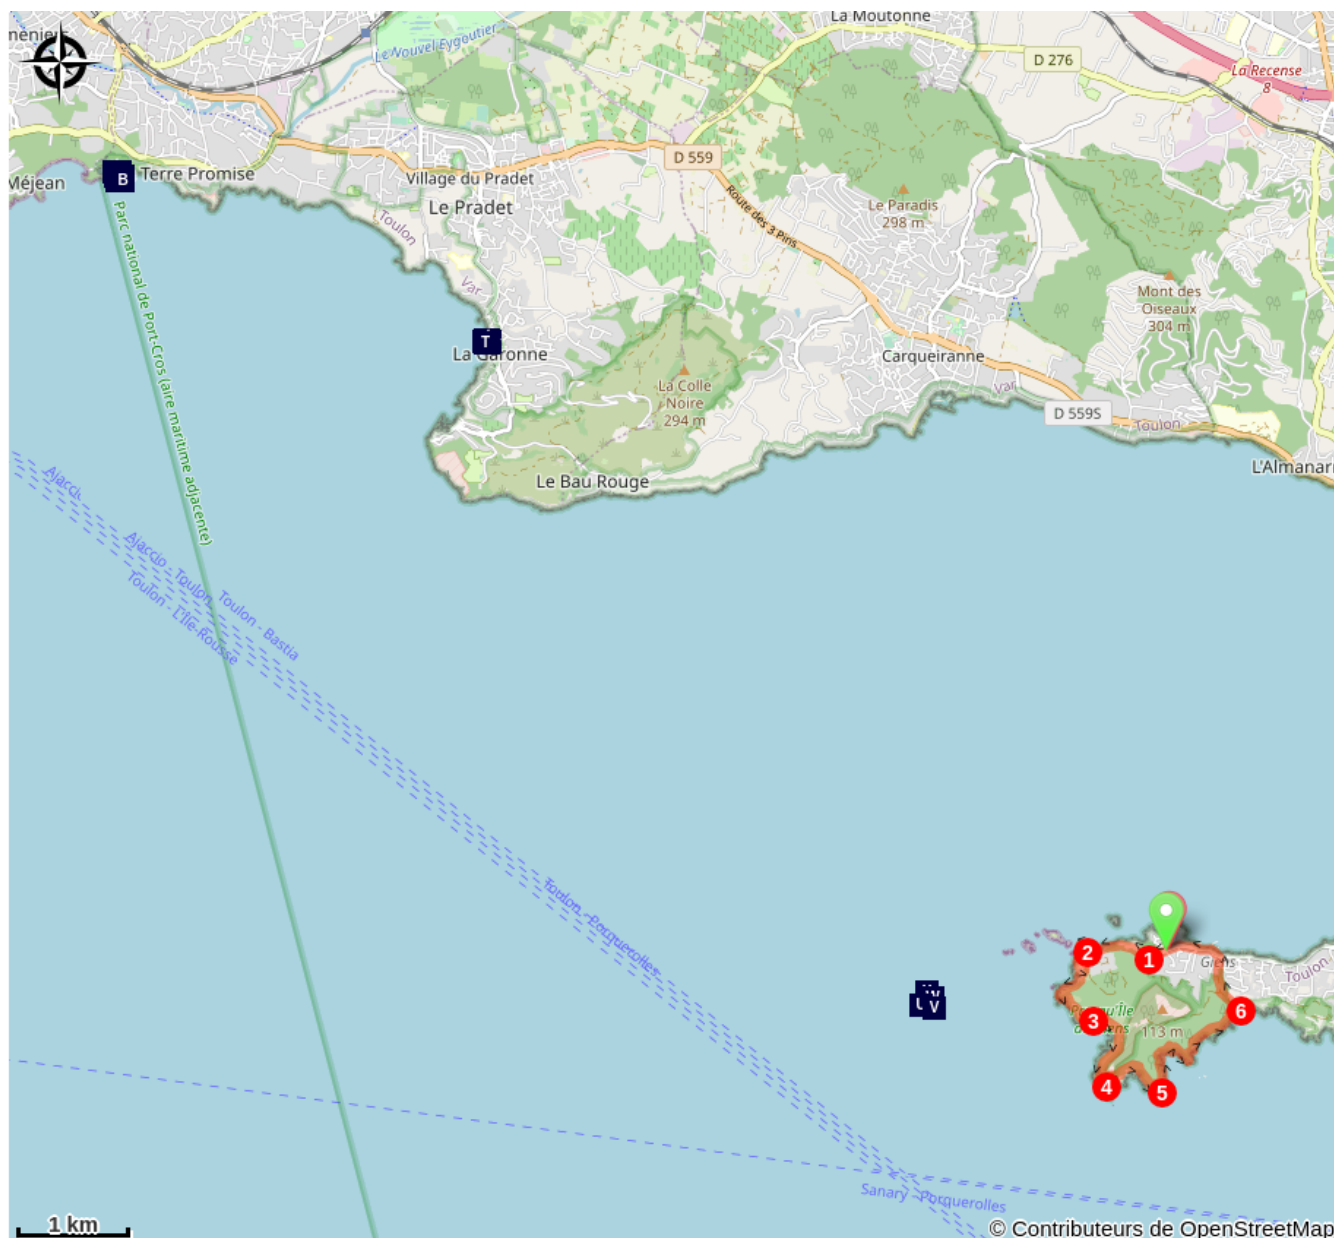 La Moutonne
Le Nouvel Eygoutier
D 276
La Recense
8
D 559
B
Terre Promise
Méjean
Village du Pradet
Le Pradet
Toulon
Route des 3 Pins
Le Paradis
298 m
Parc national de Port-Cros (aire maritime adjacente)
Var
Mont des
Oiseaux
304 m
T
La Garonne
Carqueiranne
La Colle
Noire
294 m
Var
D 559S
Toulon
L'Almanar
Le Bau Rouge
Ajaccio - Toulon
Toulon - Bastia
Toulon - L'Île-Rousse
Toulon - Porquerolles
2
1
Giens
Toulon
V
3
113 m
6
4
5
Sanary - Porquerolles
1 km
© Contributeurs de OpenStreetMap